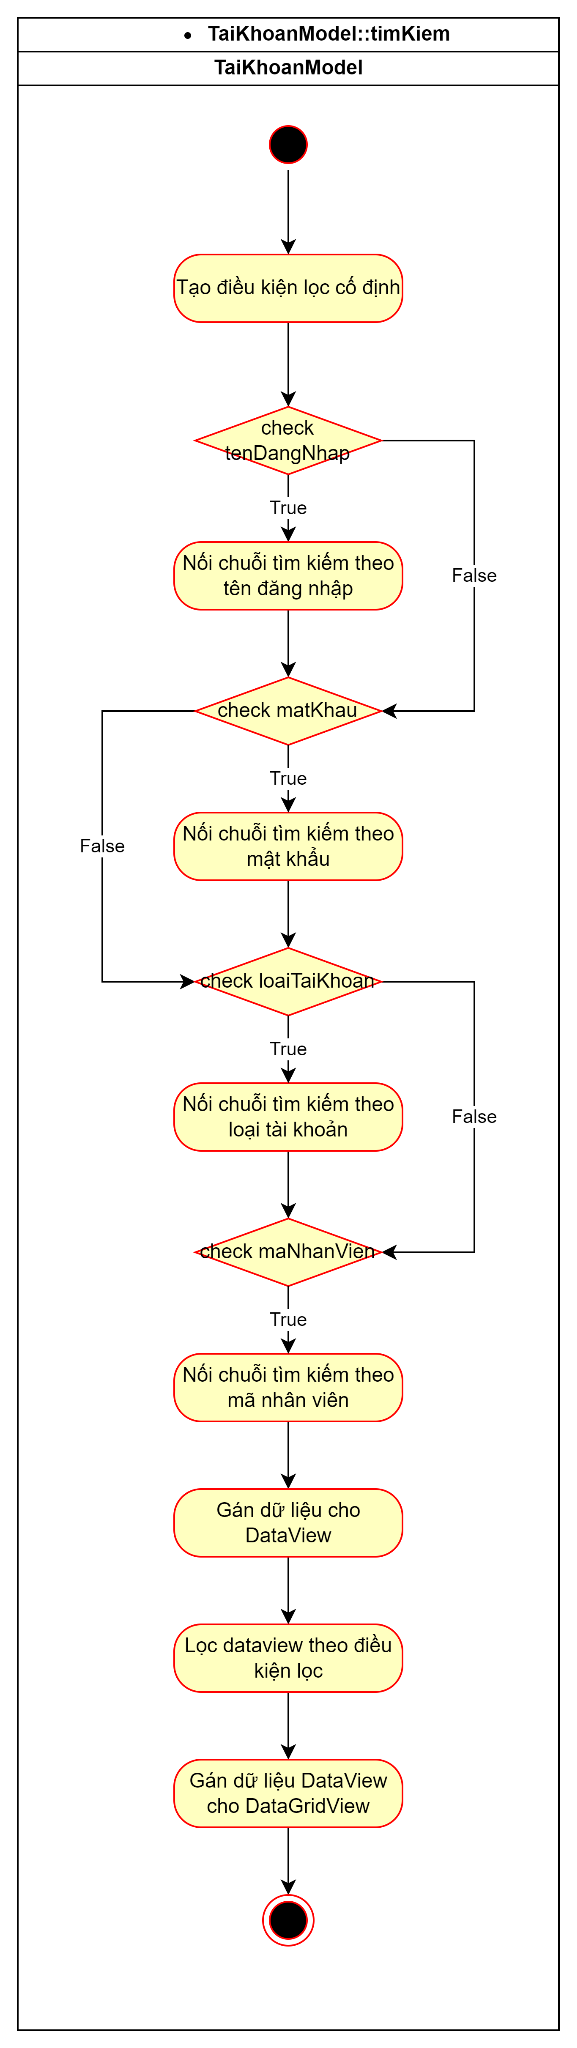 • TaiKhoanModel::timKiem
TaiKhoanModel
Tạo điều kiện lọc cố định
check
tenDangNhap
True
False
Nối chuỗi tìm kiếm theo
tên đăng nhập
check matKhau
True
False
Nối chuỗi tìm kiếm theo
mật khẩu
check loaiTaiKhoan
True
False
Nối chuỗi tìm kiếm theo
loại tài khoản
check maNhanVien
True
Nối chuỗi tìm kiếm theo
mã nhân viên
Gán dữ liệu cho
DataView
Lọc dataview theo điều
kiện lọc
Gán dữ liệu DataView
cho DataGridView